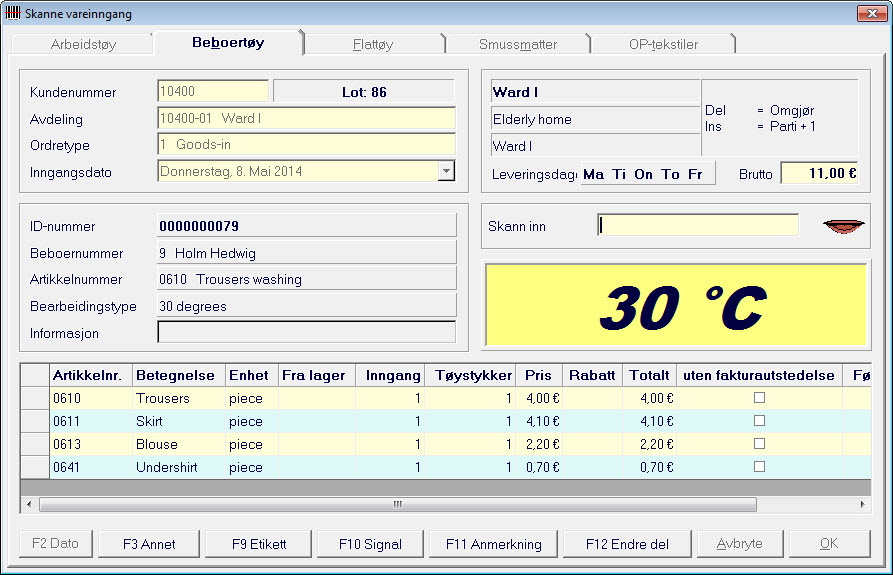 Skanne vareinngang
Arbeidstøy
Beboertøy
Flattøy
Smussmatter
OP-tekstiler
Kundenummer 10400 Lot: 86
Avdeling 10400-01 Ward I
Ordretype 1 Goods-in
Inngangsdato Donnerstag, 8. Mai 2014
Ward I
Elderly home
Ward I
Del = Omgjør
Ins = Parti + 1
Leveringsdag Ma Ti On To Fr Brutto 11,00 €
ID-nummer 0000000079
Beboernummer 9 Holm Hedwig
Artikkelnummer 0610 Trousers washing
Bearbeidingstype 30 degrees
Informasjon
Skann inn
30 °C
Artikkelnr. Betegnelse Enhet Fra lager Inngang Tøystykker Pris Rabatt Totalt uten fakturautstedelse Fø
0610 Trousers piece 1 1 4,00 € 4,00 €
0611 Skirt piece 1 1 4,10 € 4,10 €
0613 Blouse piece 1 1 2,20 € 2,20 €
0641 Undershirt piece 1 1 0,70 € 0,70 €
F2 Dato F3 Annet F9 Etikett F10 Signal F11 Anmerkning F12 Endre del Avbryte OK